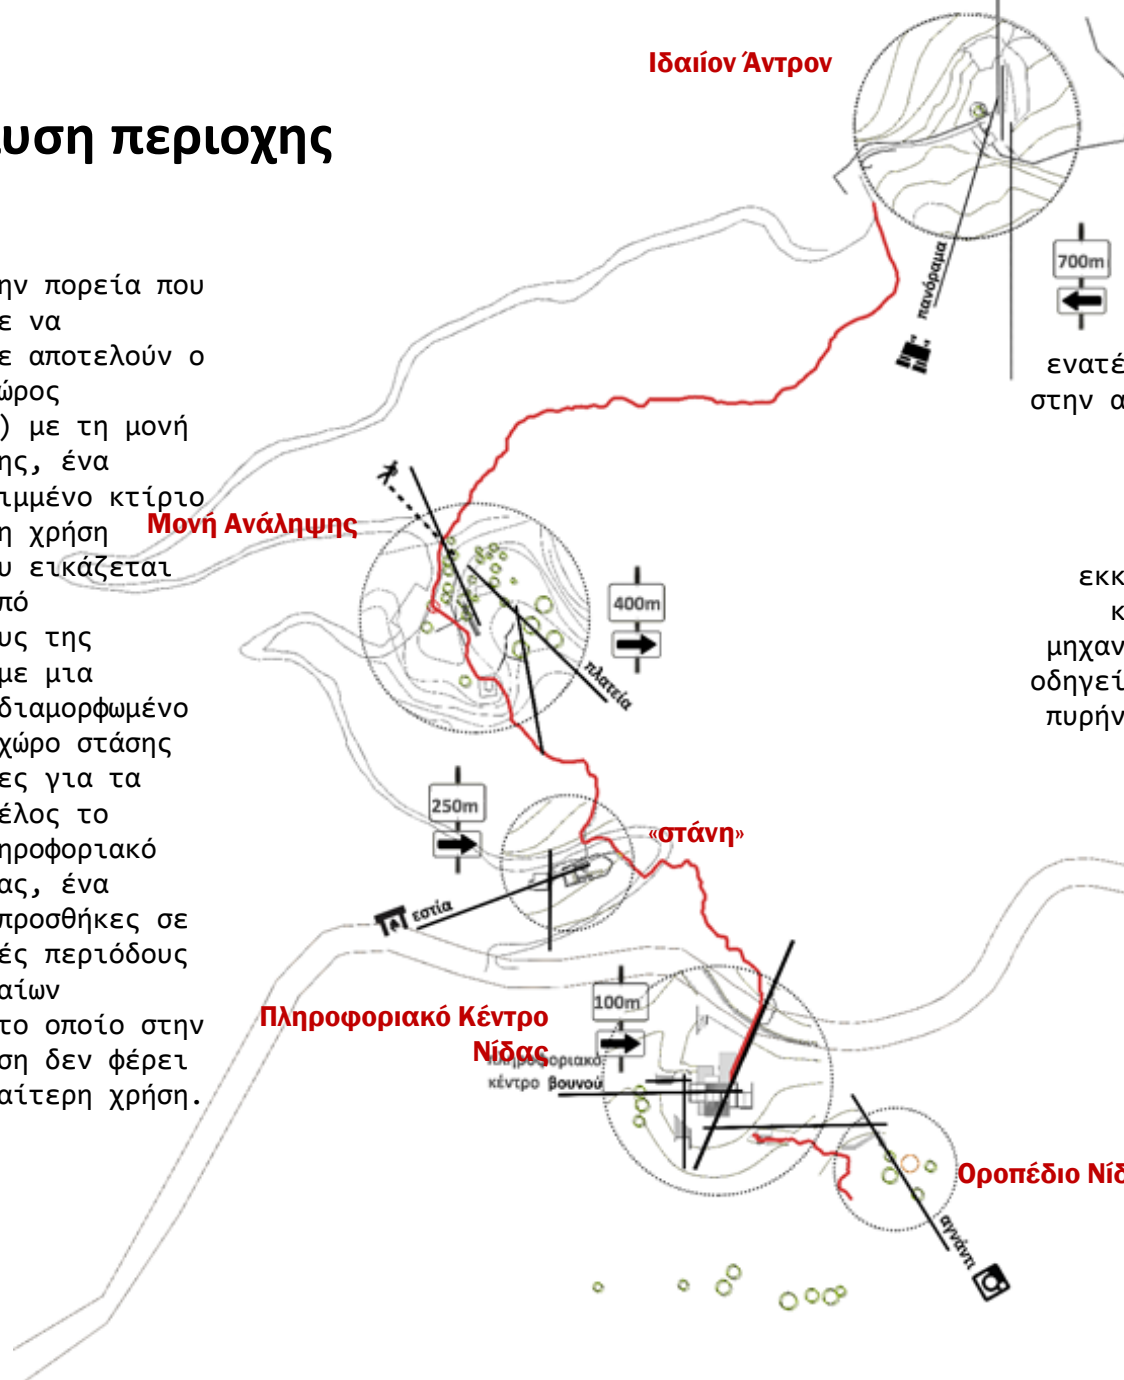 Ιδαιίον Άντρον
υση περιοχης
ην πορεία που
ε να
ε αποτελούν ο
ώρος
) με τη μονή
ης, ένα
ιμμένο κτίριο
η χρήση
υ εικάζεται
πό
υς της
με μια
διαμορφωμένο
χώρο στάσης
ες για τα
έλος το
ηροφοριακό
ας, ένα
προσθήκες σε
ές περιόδους
αίων
το οποίο στην
ση δεν φέρει
αίτερη χρήση.
πανόραμα
700m
ενατέ
στην α
Μονή Ανάληψης
400m
πλατεία
εκκ
κ
μηχαν
οδηγεί
πυρήν
250m
«στάνη»
εστία
100m
Πληροφοριακό Κέντρο
Νίδας
πληροφοριακό
κέντρο βουνού
Οροπέδιο Νίδ
αγνάντι